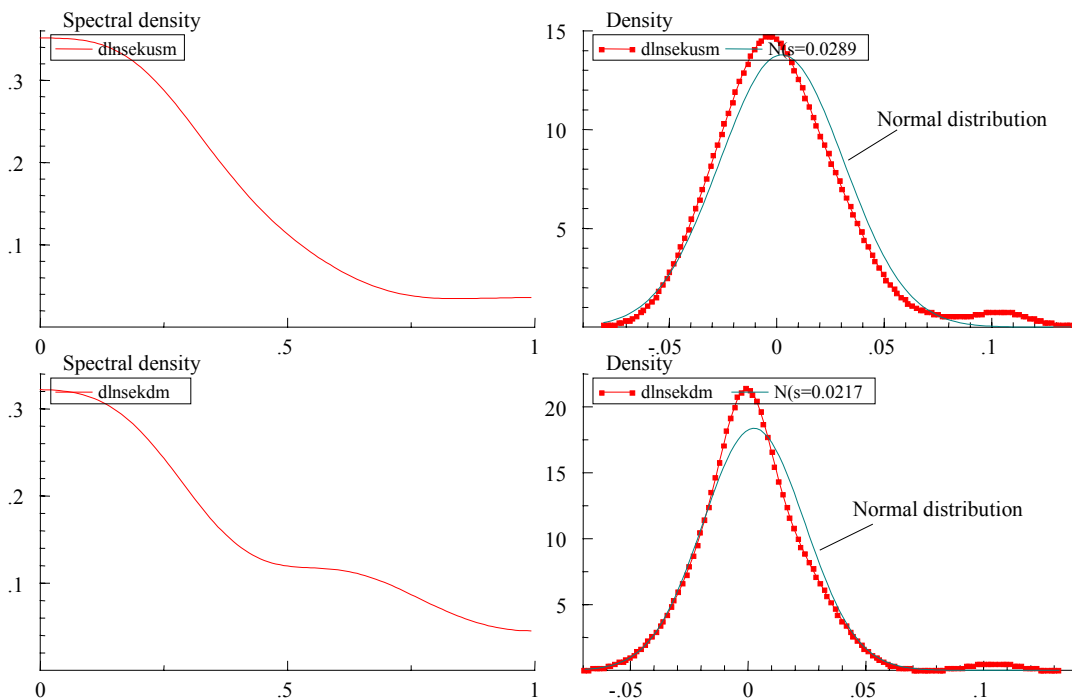 Spectral density
dlnsekusm
.3
.2
.1
0 .5 1
Density
dlnsekusm N(s=0.0289
Normal distribution
15
10
5
-.05 0 .05 .1
Spectral density
dlnsekdm
.3
.2
.1
0 .5 1
Density
dlnsekdm N(s=0.0217
Normal distribution
20
15
10
5
-.05 0 .05 .1